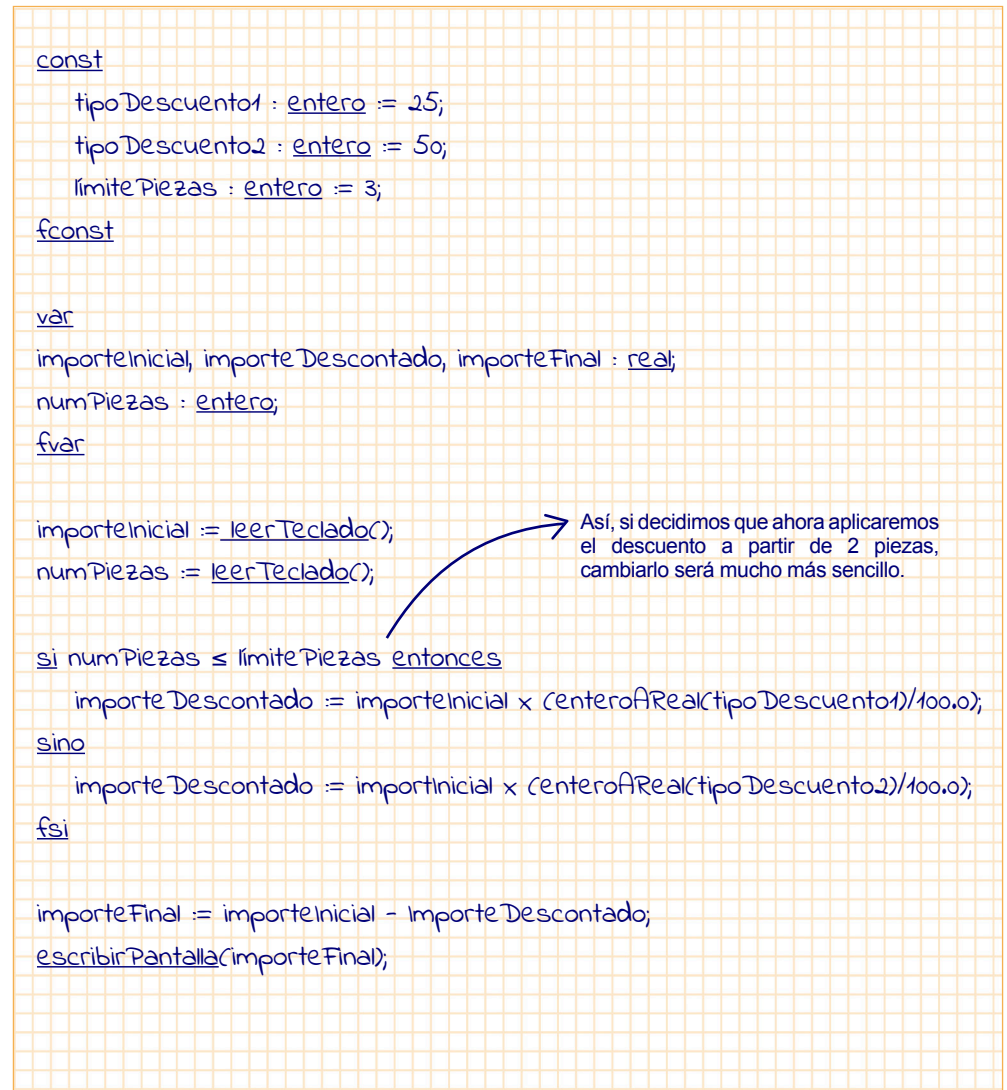 const
tipoDescuento1 : entero := 25;
tipoDescuento2 : entero := 50;
límitePiezas : entero := 3;
fconst
var
importeInicial, importeDescontado, importeFinal : real;
numPiezas : entero;
fvar
importeInicial := leerTeclado();
numPiezas := leerTeclado();
Así, si decidimos que ahora aplicaremos
el descuento a partir de 2 piezas,
cambiarlo será mucho más sencillo.
si numPiezas ≤ límitePiezas entonces
importeDescontado := importeInicial x (enteroAReal(tipoDescuento1)/100.0);
sino
importeDescontado := importInicial x (enteroAReal(tipoDescuento2)/100.0);
fsi
importeFinal := importeInicial - ImporteDescontado;
escribirPantalla(importeFinal);